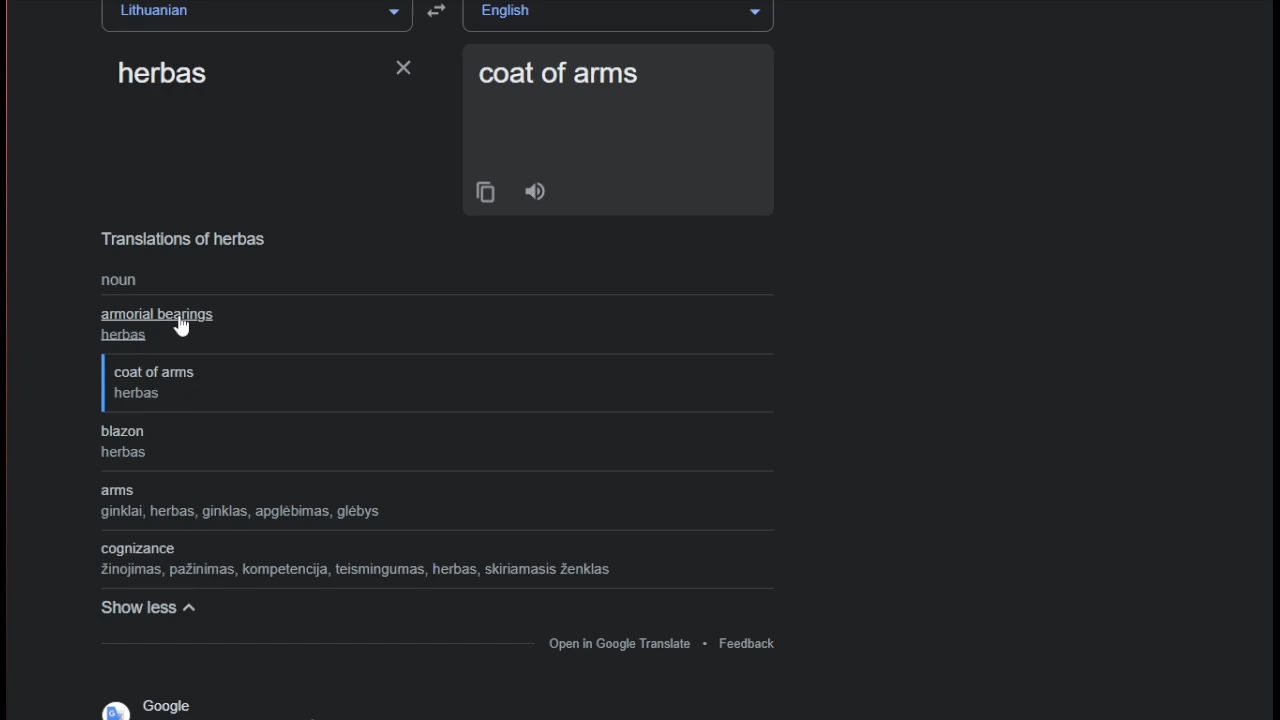 Lithuanian
English
herbas
coat of arms
Translations of herbas
noun
armorial bearings
herbas
coat of arms
herbas
blazon
herbas
arms
ginklai, herbas, ginklas, apglėbimas, glėbys
cognizance
žinojimas, pažinimas, kompetencija, teismingumas, herbas, skiriamasis ženklas
Show less
Open in Google Translate • Feedback
Google